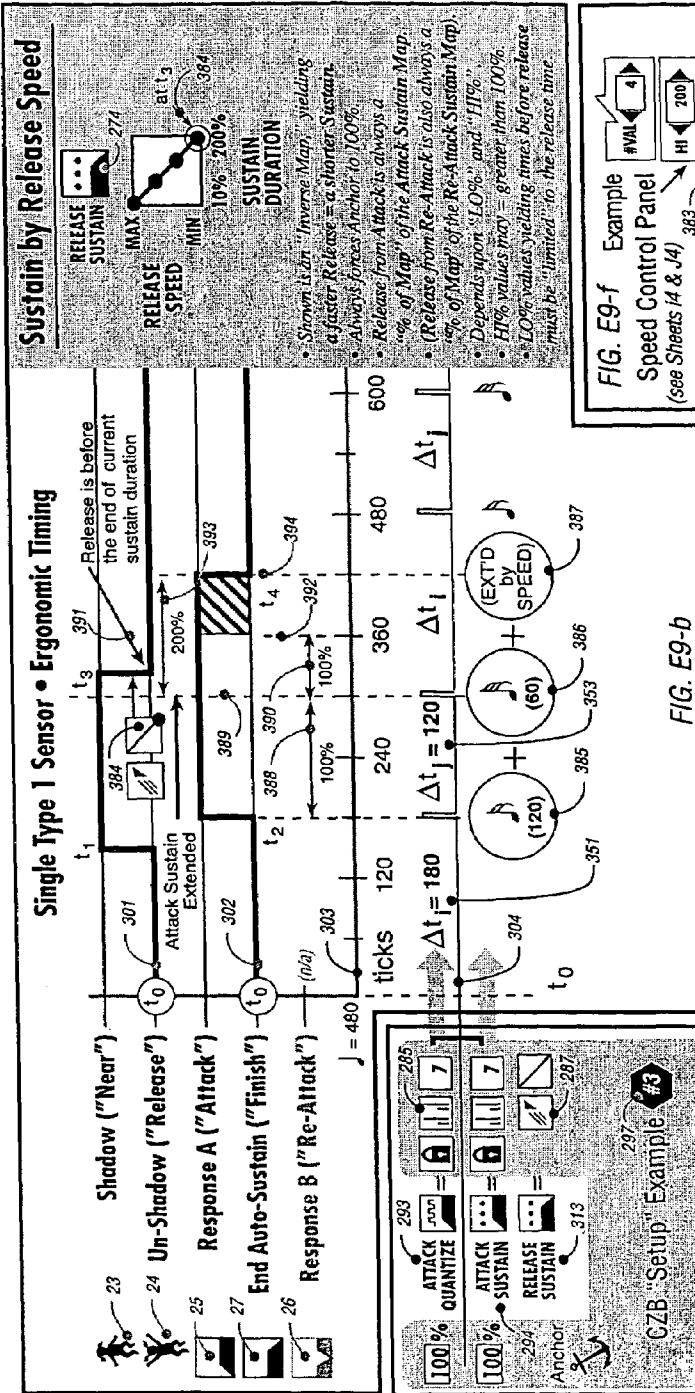 Single Type 1 Sensor • Ergonomic Timing
23
Shadow ("Near")
24
Un-Shadow ("Release")
25
Response A ("Attack")
27
End Auto-Sustain ("Finish")
26
Response B ("Re-Attack")
(n/a)
t0
301
t0
302
303
t1
t3
384
391
Release is before
the end of current
sustain duration
Attack Sustain
Extended
200%
393
t2
389
t4
394
388
100%
390
100%
392
♩ = 480
ticks
120
240
360
480
600
Δti = 180
Δtj = 120
Δti
Δtj
304
351
353
t0
(120)
385
+
(60)
386
+
(EXT'D
by
SPEED)
387
FIG. E9-b
100%
293
ATTACK
QUANTIZE
=
285
7
100%
294
ATTACK
SUSTAIN
=
7
Anchor
RELEASE
SUSTAIN
=
313
287
CZB "Setup" Example
297
#3
Sustain by Release Speed
RELEASE
SUSTAIN
274
RELEASE
SPEED
MAX
MIN
at t3
384
10%
200%
SUSTAIN
DURATION
• Shown is an "Inverse Map," yielding
a faster Release = a shorter Sustain.
• Always forces Anchor to 100%.
• Release from Attack is always a
"% of Map" of the Attack Sustain Map.
• (Release from Re-Attack is also always a
"% of Map" of the Re-Attack Sustain Map).
• Depends upon "LO%" and "HI%".
• HI% values may = greater than 100%.
• LO% values yielding times before release
must be "limited" to the release time.
FIG. E9-f
Example
Speed Control Panel
(see Sheets I4 & J4)
#VAL
4
HI
200
383